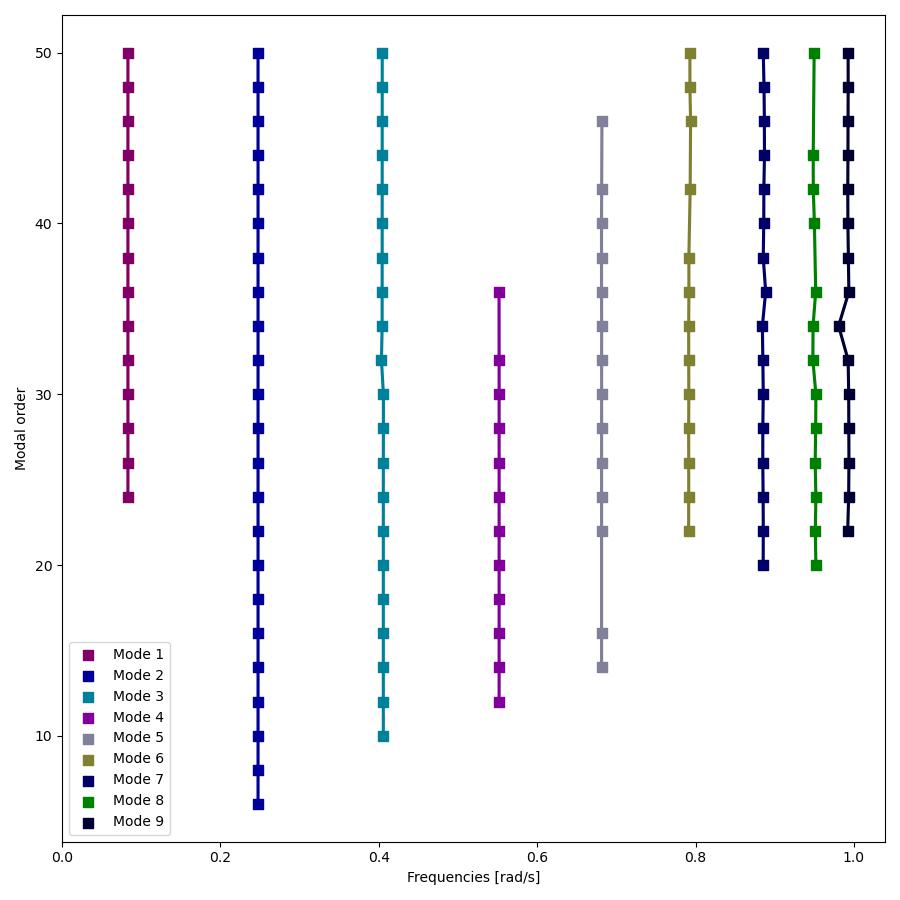 50
40
30
20
10
Modal order
Mode 1
Mode 2
Mode 3
Mode 4
Mode 5
Mode 6
Mode 7
Mode 8
Mode 9
0.0 0.2 0.4 0.6 0.8 1.0
Frequencies [rad/s]